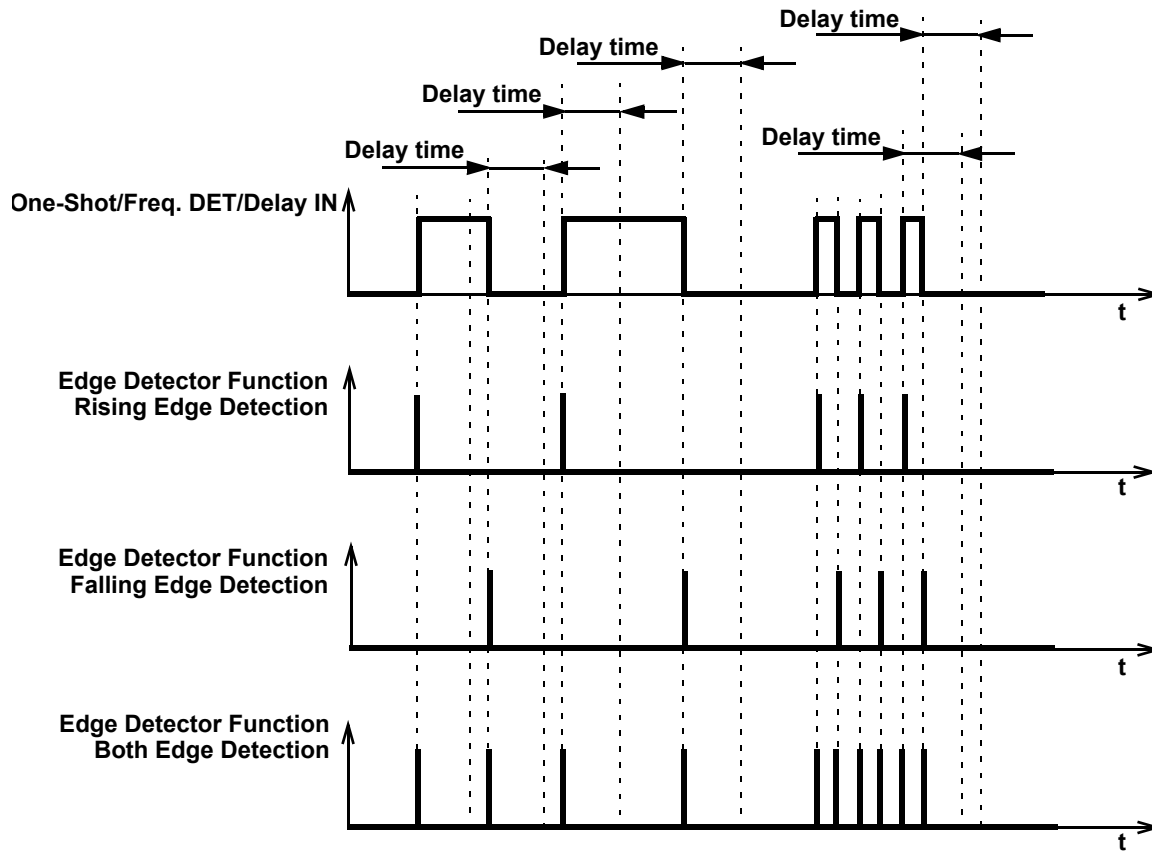 Delay time
Delay time
Delay time
Delay time
Delay time
One-Shot/Freq. DET/Delay IN
t
Edge Detector Function
Rising Edge Detection
t
Edge Detector Function
Falling Edge Detection
t
Edge Detector Function
Both Edge Detection
t